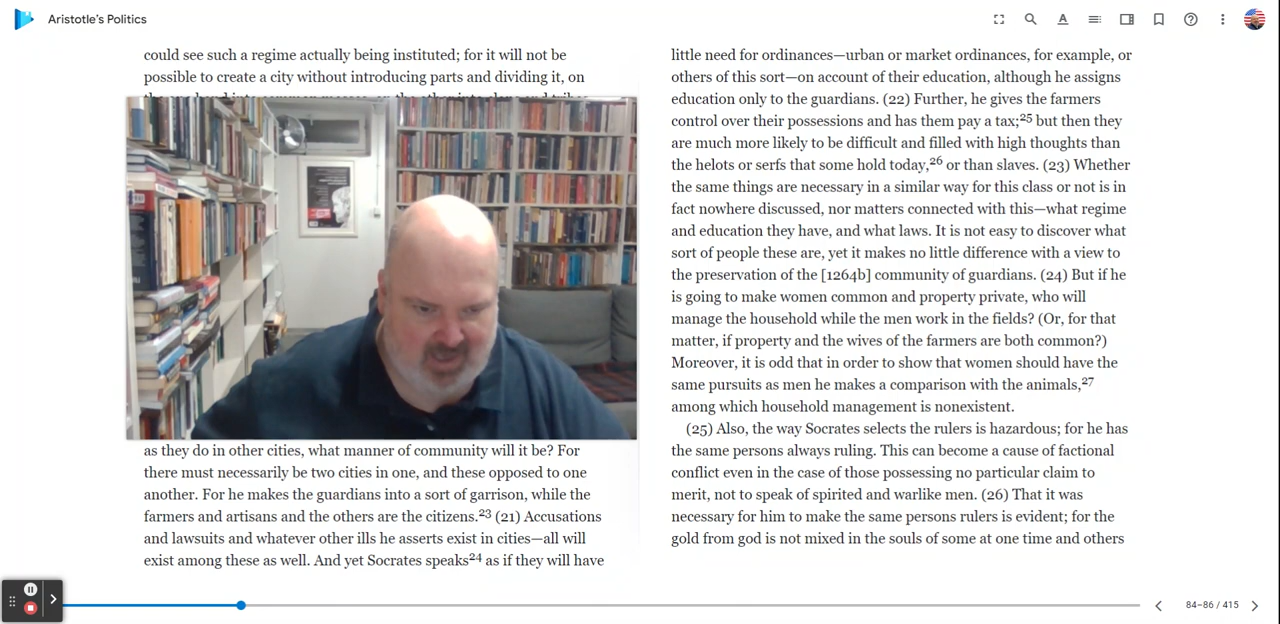 Aristotle's Politics
could see such a regime actually being instituted; for it will not be
possible to create a city without introducing parts and dividing it, on
as they do in other cities, what manner of community will it be? For
there must necessarily be two cities in one, and these opposed to one
another. For he makes the guardians into a sort of garrison, while the
farmers and artisans and the others are the citizens.23 (21) Accusations
and lawsuits and whatever other ills he asserts exist in cities—all will
exist among these as well. And yet Socrates speaks24 as if they will have
little need for ordinances—urban or market ordinances, for example, or
others of this sort—on account of their education, although he assigns
education only to the guardians. (22) Further, he gives the farmers
control over their possessions and has them pay a tax;25 but then they
are much more likely to be difficult and filled with high thoughts than
the helots or serfs that some hold today,26 or than slaves. (23) Whether
the same things are necessary in a similar way for this class or not is in
fact nowhere discussed, nor matters connected with this—what regime
and education they have, and what laws. It is not easy to discover what
sort of people these are, yet it makes no little difference with a view to
the preservation of the [1264b] community of guardians. (24) But if he
is going to make women common and property private, who will
manage the household while the men work in the fields? (Or, for that
matter, if property and the wives of the farmers are both common?)
Moreover, it is odd that in order to show that women should have the
same pursuits as men he makes a comparison with the animals,27
among which household management is nonexistent.
(25) Also, the way Socrates selects the rulers is hazardous; for he has
the same persons always ruling. This can become a cause of factional
conflict even in the case of those possessing no particular claim to
merit, not to speak of spirited and warlike men. (26) That it was
necessary for him to make the same persons rulers is evident; for the
gold from god is not mixed in the souls of some at one time and others
84–86 / 415